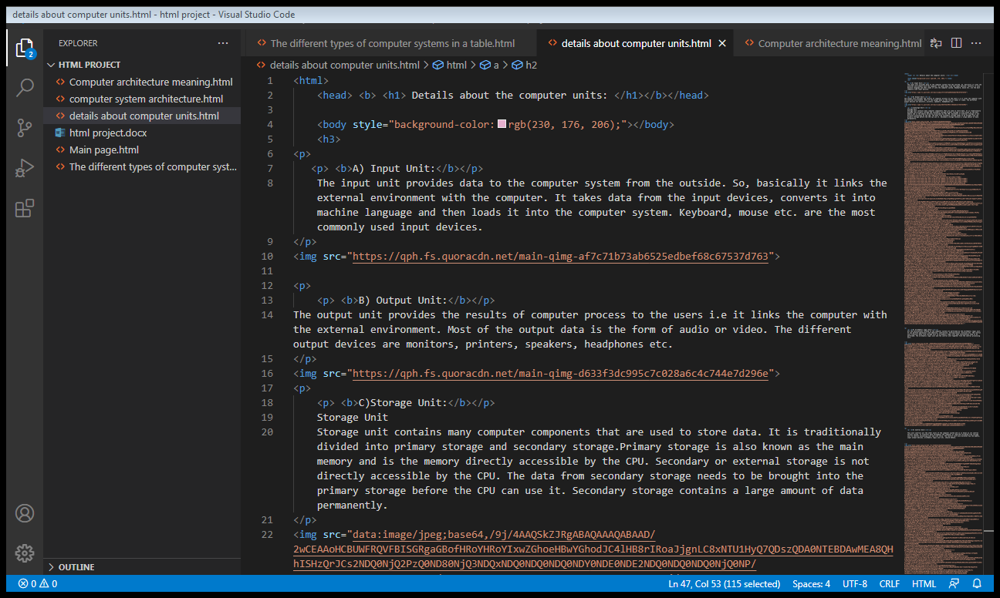 details about computer units.html - html project - Visual Studio Code
EXPLORER
The different types of computer systems in a table.html
details about computer units.html
Computer architecture meaning.html
2
HTML PROJECT
Computer architecture meaning.html
computer system architecture.html
details about computer units.html
html project.docx
Main page.html
The different types of computer syst...
OUTLINE
details about computer units.html > html > a > h2
1 <html>
2 <head> <b> <h1> Details about the computer units: </h1></b></head>
3
4 <body style="background-color: rgb(230, 176, 206);"></body>
5 <h3>
6 <p>
7 <p> <b>A) Input Unit:</b></p>
8 The input unit provides data to the computer system from the outside. So, basically it links the
external environment with the computer. It takes data from the input devices, converts it into
machine language and then loads it into the computer system. Keyboard, mouse etc. are the most
commonly used input devices.
9 </p>
10 <img src="https://qph.fs.quoracdn.net/main-qimg-af7c71b73ab6525edbef68c67537d763">
11
12 <p>
13 <p> <b>B) Output Unit:</b></p>
14 The output unit provides the results of computer process to the users i.e it links the computer with
the external environment. Most of the output data is the form of audio or video. The different
output devices are monitors, printers, speakers, headphones etc.
15 </p>
16 <img src="https://qph.fs.quoracdn.net/main-qimg-d633f3dc995c7c028a6c4c744e7d296e">
17 <p>
18 <p> <b>C)Storage Unit:</b></p>
19 Storage Unit
20 Storage unit contains many computer components that are used to store data. It is traditionally
divided into primary storage and secondary storage.Primary storage is also known as the main
memory and is the memory directly accessible by the CPU. Secondary or external storage is not
directly accessible by the CPU. The data from secondary storage needs to be brought into the
primary storage before the CPU can use it. Secondary storage contains a large amount of data
permanently.
21 </p>
22 <img src="data:image/jpeg;base64,/9j/4AAQSkZJRgABAQAAAQABAAD/
2wCEAAoHCBUWFRQVFBISGRgaGBofHRoYHRoYIxwZGhoeHBwYGhodJC4lHB8rIRoaJjgnLC8xNTU1HyQ7QDszQDA0NTEBDAwMEA8QH
hISHzQrJCs2NDQ0NjQ2PzQ0ND80NjQ3NDQxNDQ0NDQ0NDQ0NDY0NDE0NDE2NDQ0NDQ0NDQ0NjQ0NP/
0 0
Ln 47, Col 53 (115 selected) Spaces: 4 UTF-8 CRLF HTML